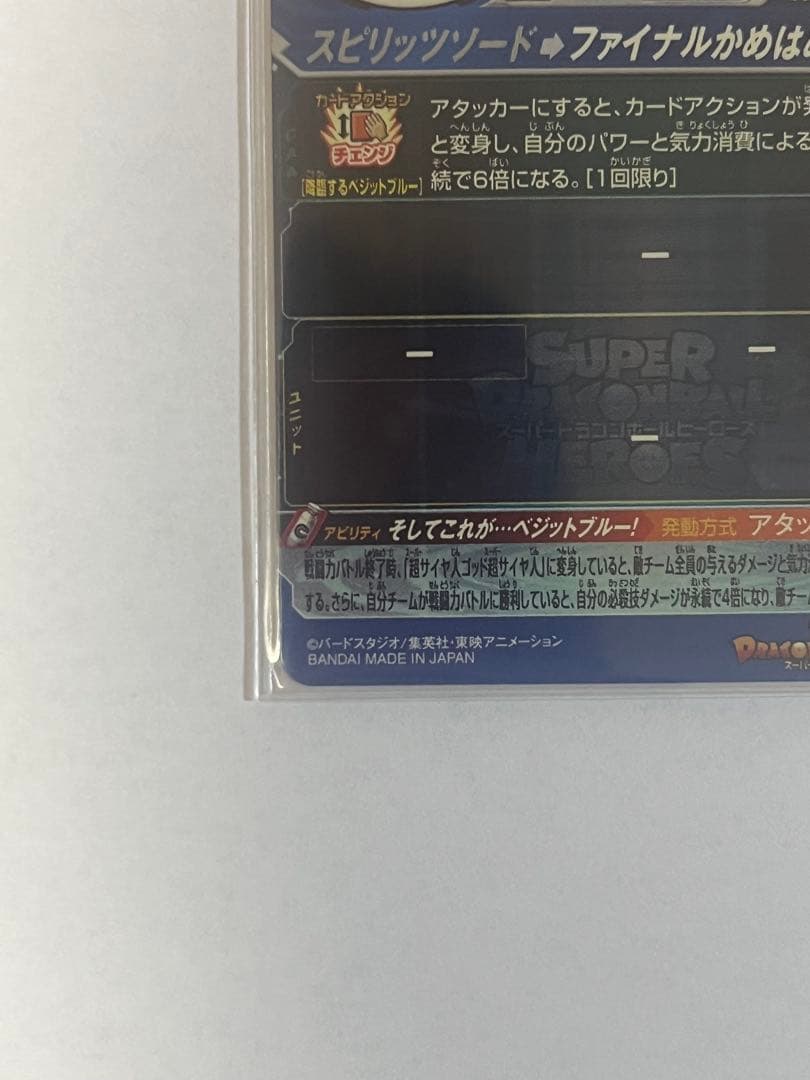 スピリッツソード➡ファイナルかめは
カードアクション
チェンジ
[降臨するベジットブルー]
アタッカーにすると、カードアクションが
と変身し、自分のパワーと気力消費による
続で6倍になる。[1回限り]
ー
ー
ー
SUPER
DRAGONBALL
スーパードラゴンボールヒーローズ
HEROES
ー
ユニット
アビリティ そしてこれが…ベジットブルー! 発動方式 アタッ
戦闘力バトル終了時、「超サイヤ人ゴッド超サイヤ人」に変身していると、敵チーム全員の与えるダメージと気力
する。さらに、自分チームが戦闘力バトルに勝利していると、自分の必殺技ダメージが永続で4倍になり、敵チー
©バードスタジオ/集英社・東映アニメーション
BANDAI MADE IN JAPAN
DRAGO
スーパー